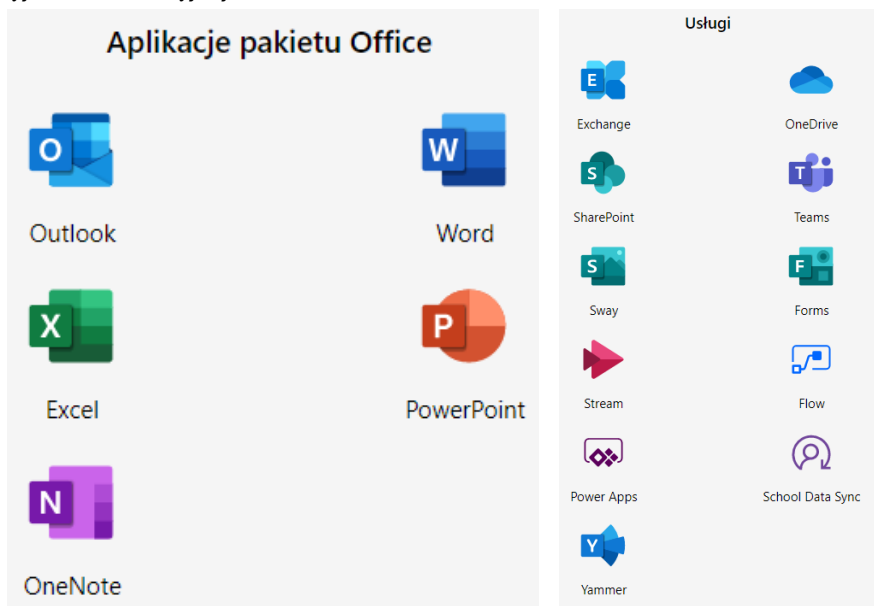 Aplikacje pakietu Office
O
W
Outlook
Word
X
P
Excel
PowerPoint
N
OneNote
Usługi
E
Exchange
OneDrive
S
T
SharePoint
Teams
S
F
Sway
Forms
Stream
Flow
Power Apps
School Data Sync
Y
Yammer